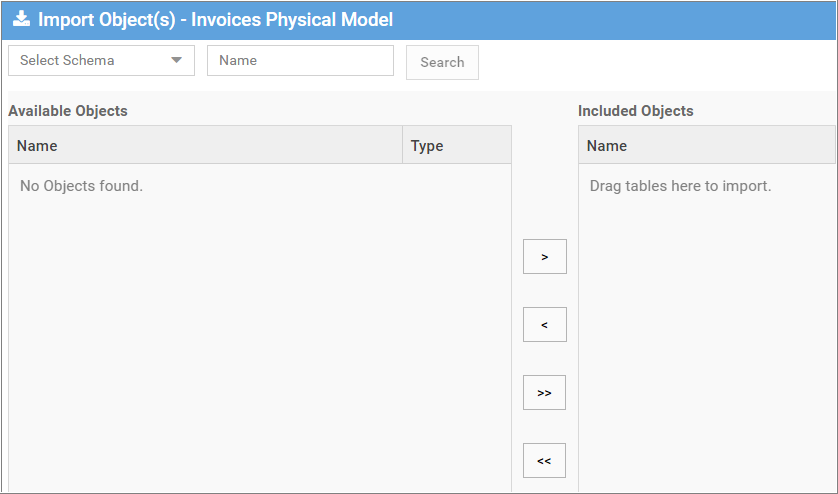 Import Object(s) - Invoices Physical Model
Select Schema Name Search
Available Objects Included Objects
Name Type Name
No Objects found. Drag tables here to import.
>
<
>>
<<